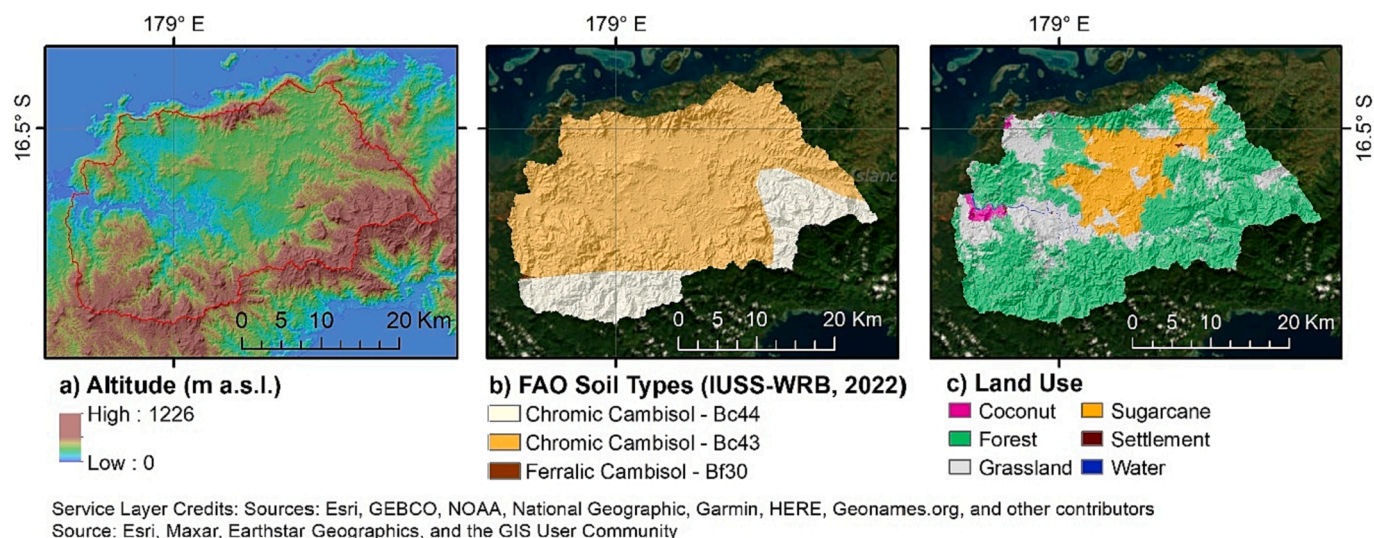 179° E 179° E 179° E
16.5° S 16.5° S
Island
0 5 10 20 Km 0 5 10 20 Km 0 5 10 20 Km
a) Altitude (m a.s.l.) b) FAO Soil Types (IUSS-WRB, 2022) c) Land Use
High : 1226 Chromic Cambisol - Bc44 Coconut Sugarcane
Chromic Cambisol - Bc43 Forest Settlement
Low : 0 Ferralic Cambisol - Bf30 Grassland Water
Service Layer Credits: Sources: Esri, GEBCO, NOAA, National Geographic, Garmin, HERE, Geonames.org, and other contributors
Source: Esri, Maxar, Earthstar Geographics, and the GIS User Community